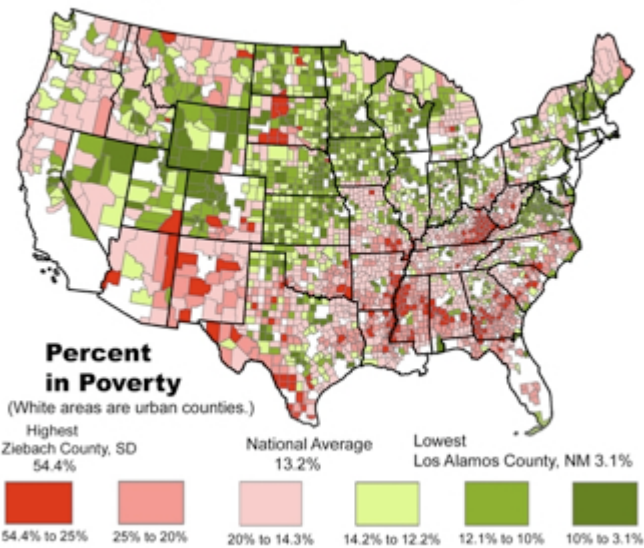 Percent
in Poverty
(White areas are urban counties.)
Highest
Ziebach County, SD
54.4%
National Average
13.2%
Lowest
Los Alamos County, NM 3.1%
54.4% to 25%
25% to 20%
20% to 14.3%
14.2% to 12.2%
12.1% to 10%
10% to 3.1%